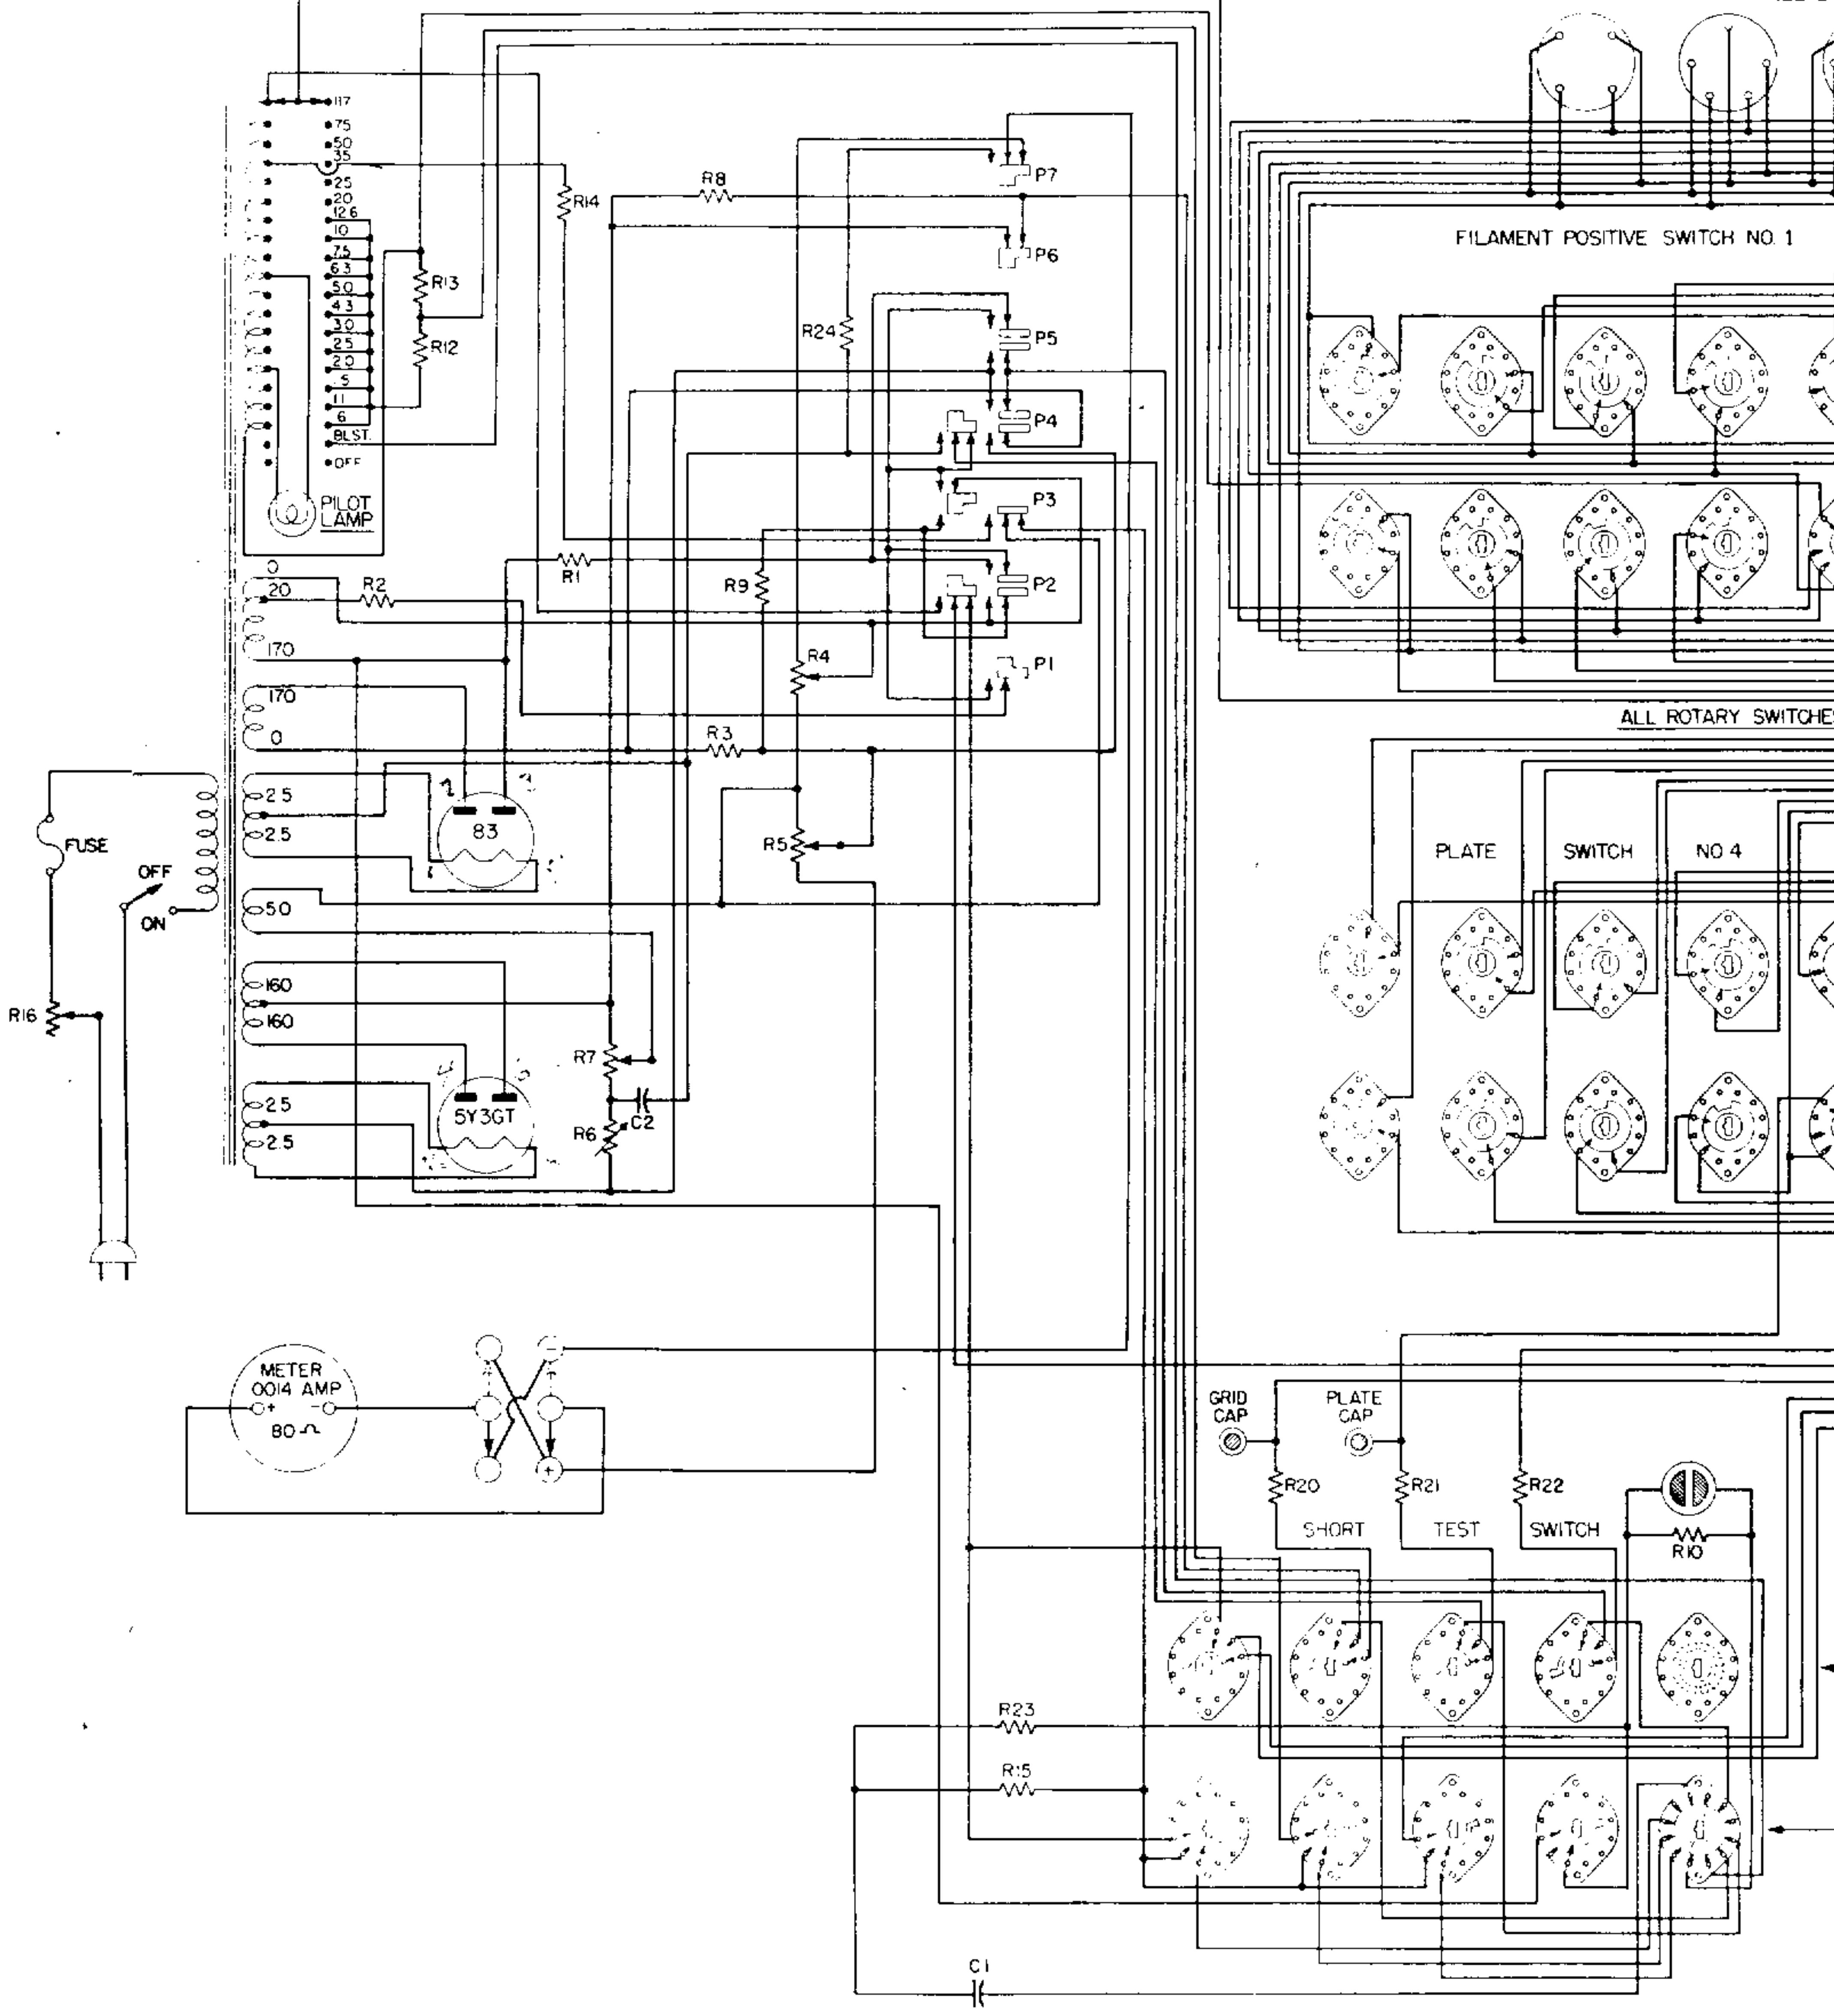 117
75
50
35
25
20
12.6
10
7.5
6.3
5.0
4.3
3.0
2.5
2.0
.5
1.1
.6
BLST.
OFF
PILOT
LAMP
R13
R12
R14
R8
R24
P7
P6
P5
P4
P3
P2
P1
FILAMENT POSITIVE SWITCH NO. 1
0
20
170
R2
R1
R9
R4
170
0
R3
2.5
2.5
83
R5
50
160
160
R7
R6
C2
2.5
2.5
5Y3GT
FUSE
OFF
ON
R16
ALL ROTARY SWITCHES
PLATE SWITCH NO. 4
METER
.0014 AMP
+ -
80
-
+
GRID
CAP
PLATE
CAP
R20
R21
R22
SHORT TEST SWITCH
R10
R23
R15
C1